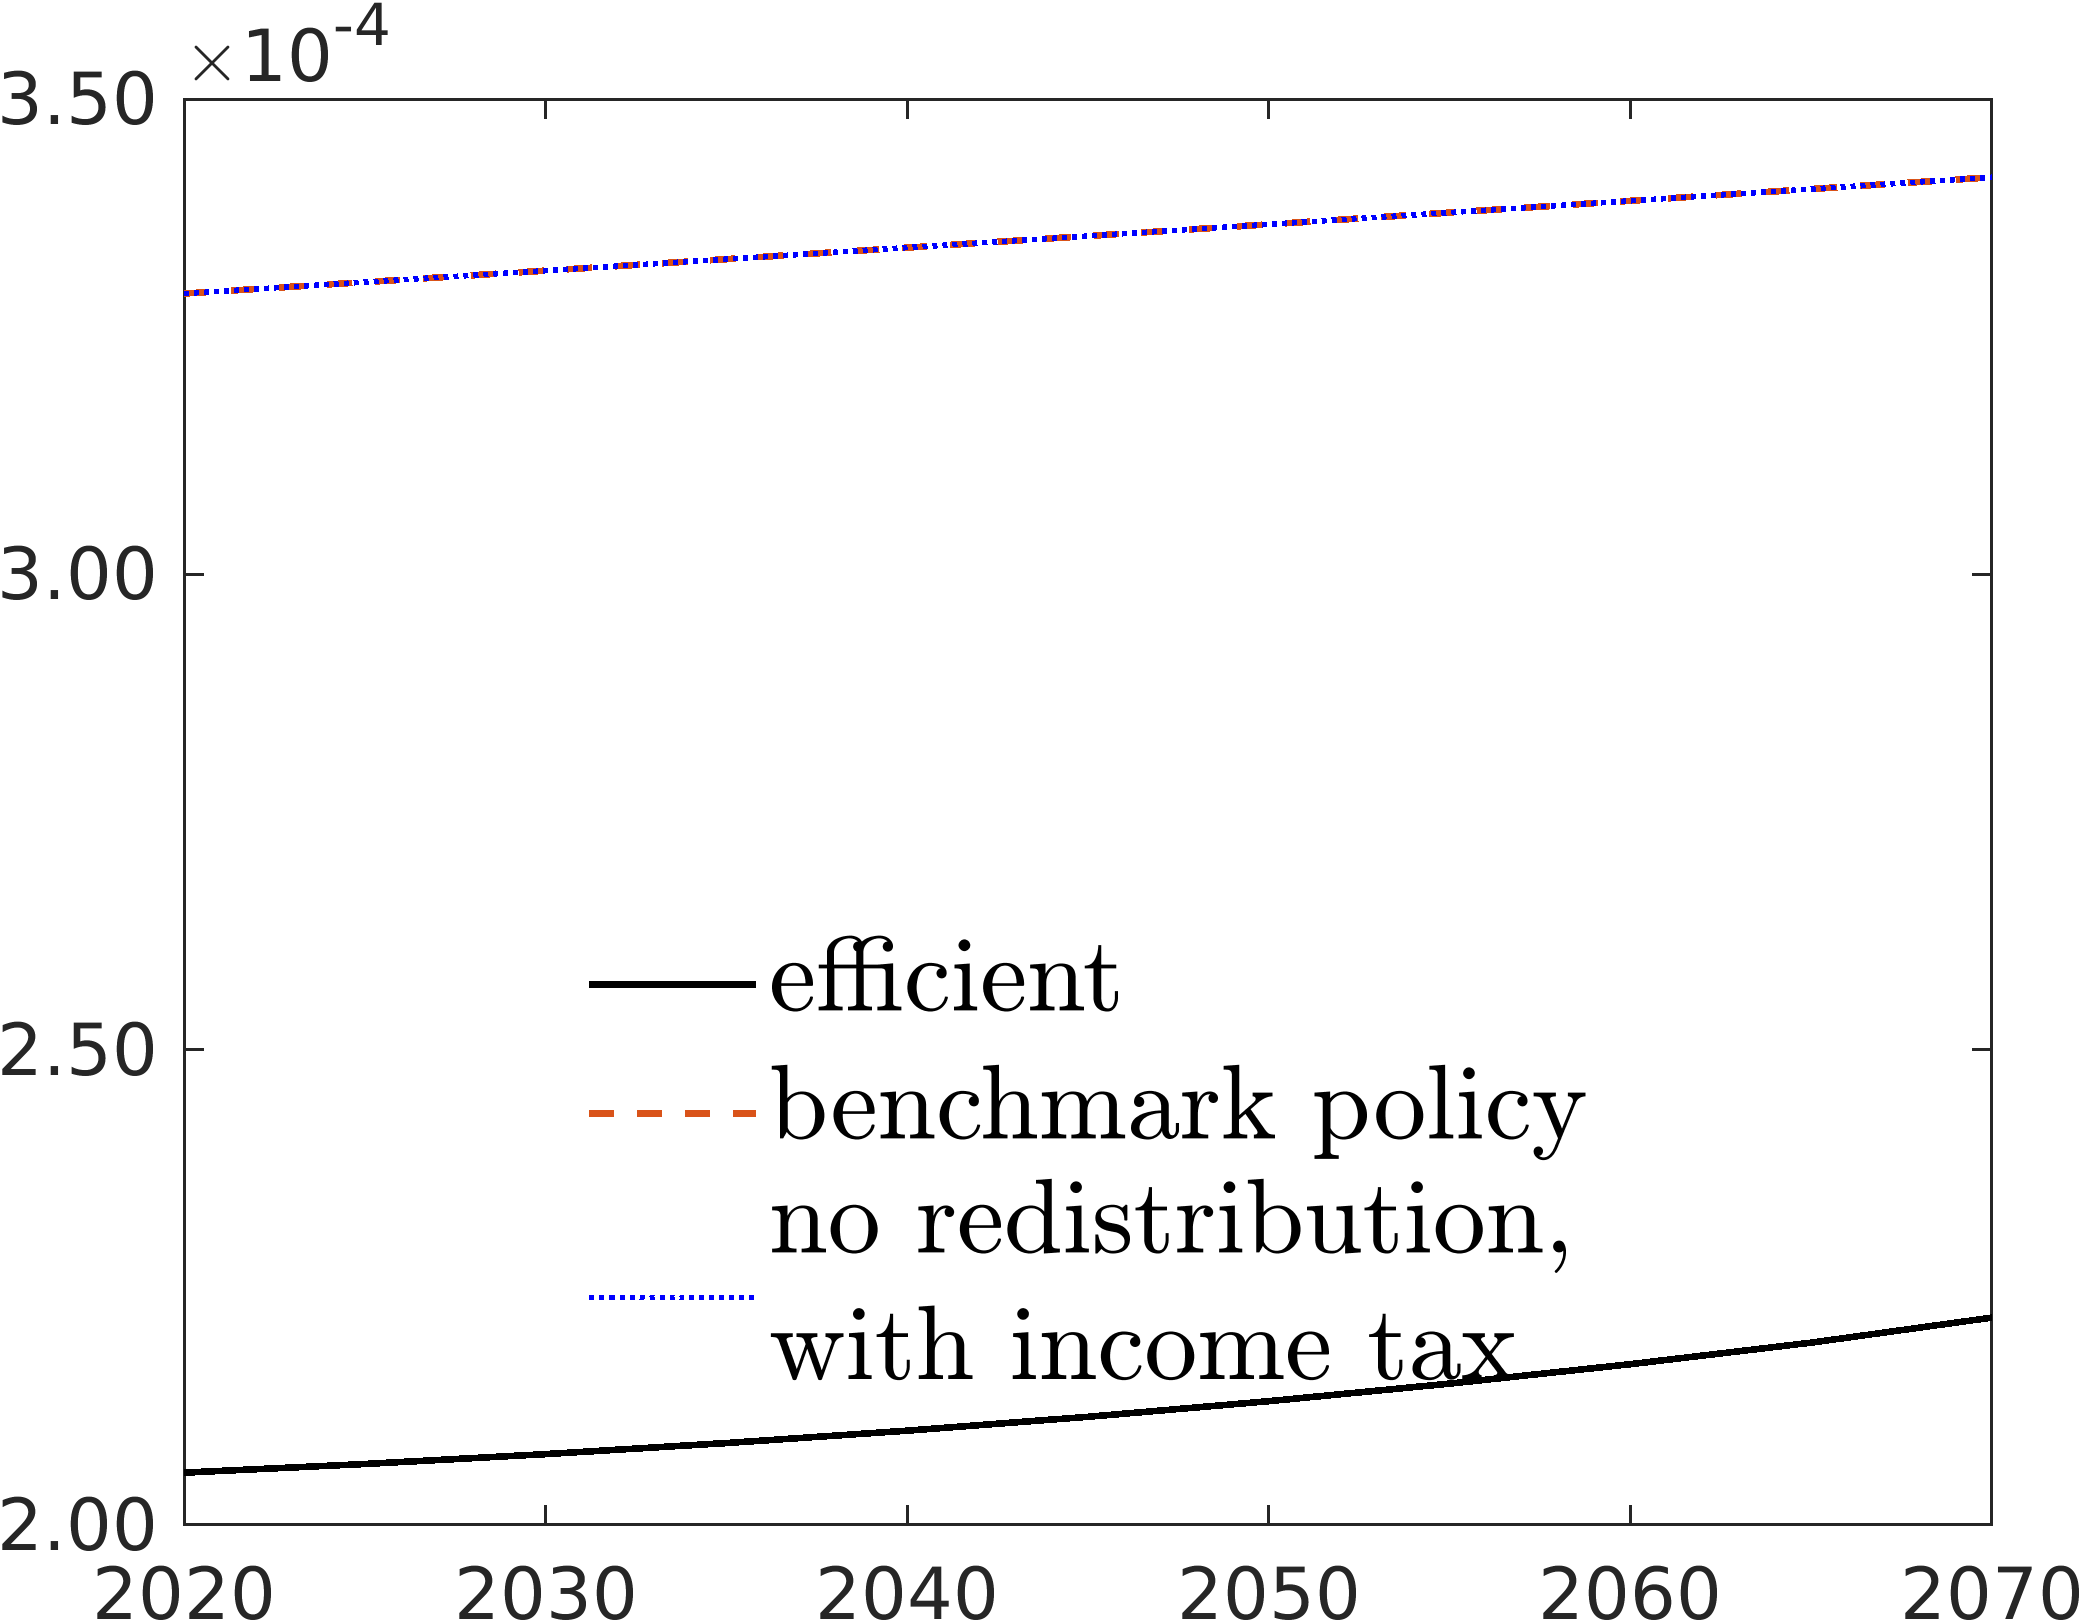 ×10-4
3.50
3.00
2.50
2.00
efficient
benchmark policy
no redistribution,
with income tax
2020 2030 2040 2050 2060 2070